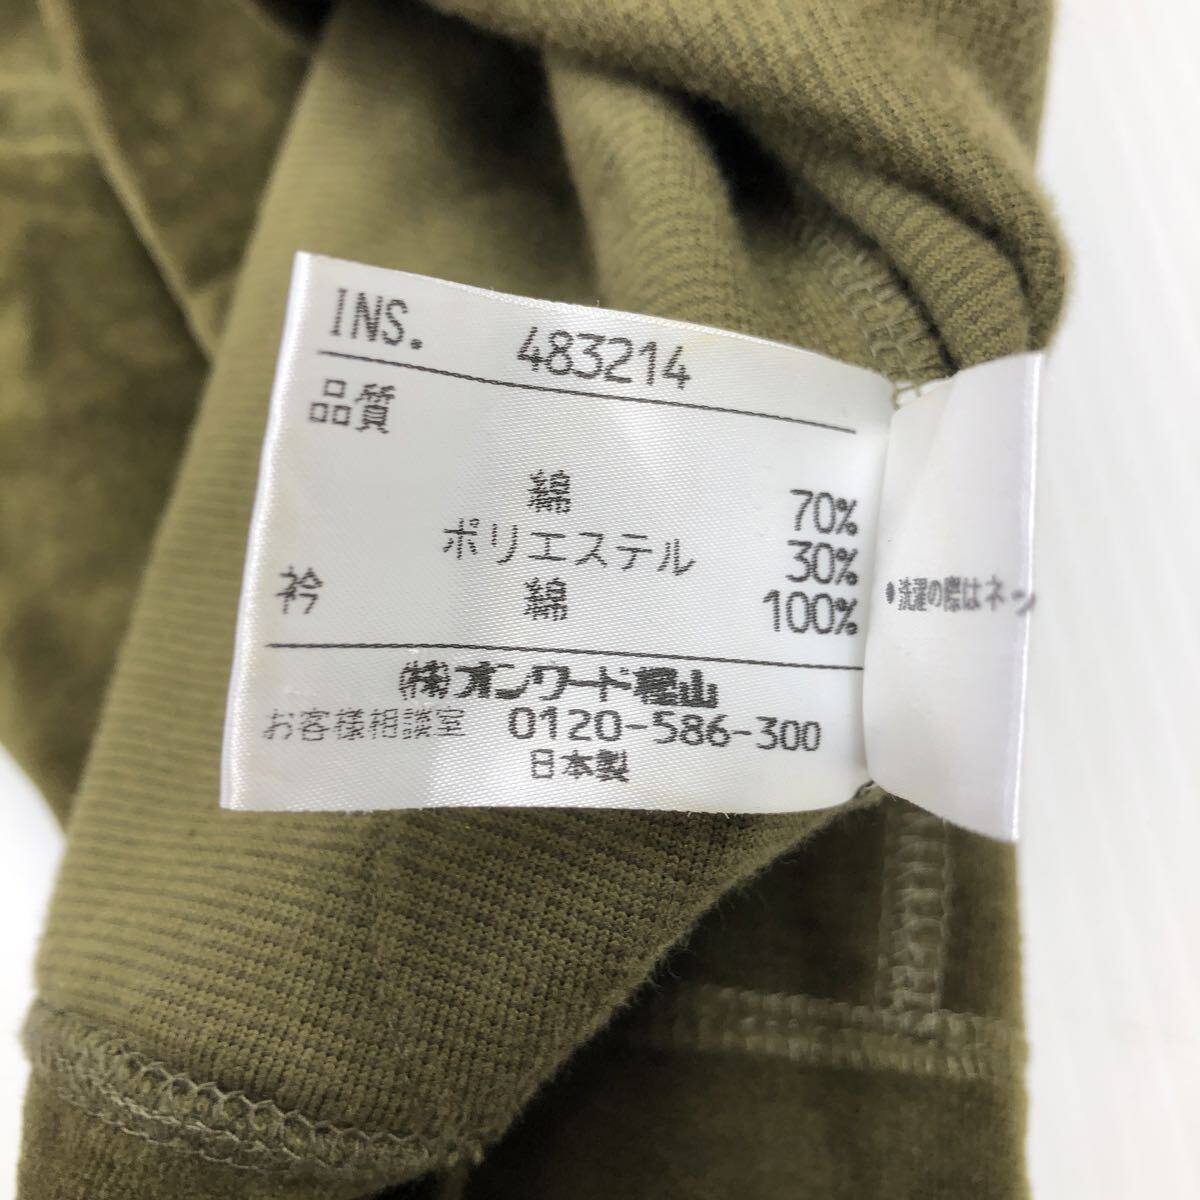 INS. 483214
品質
綿 70%
ポリエステル 30%
衿 綿 100%
(株)オンワード樫山
お客様相談室 0120-586-300
日本製
●洗濯の際はネッ